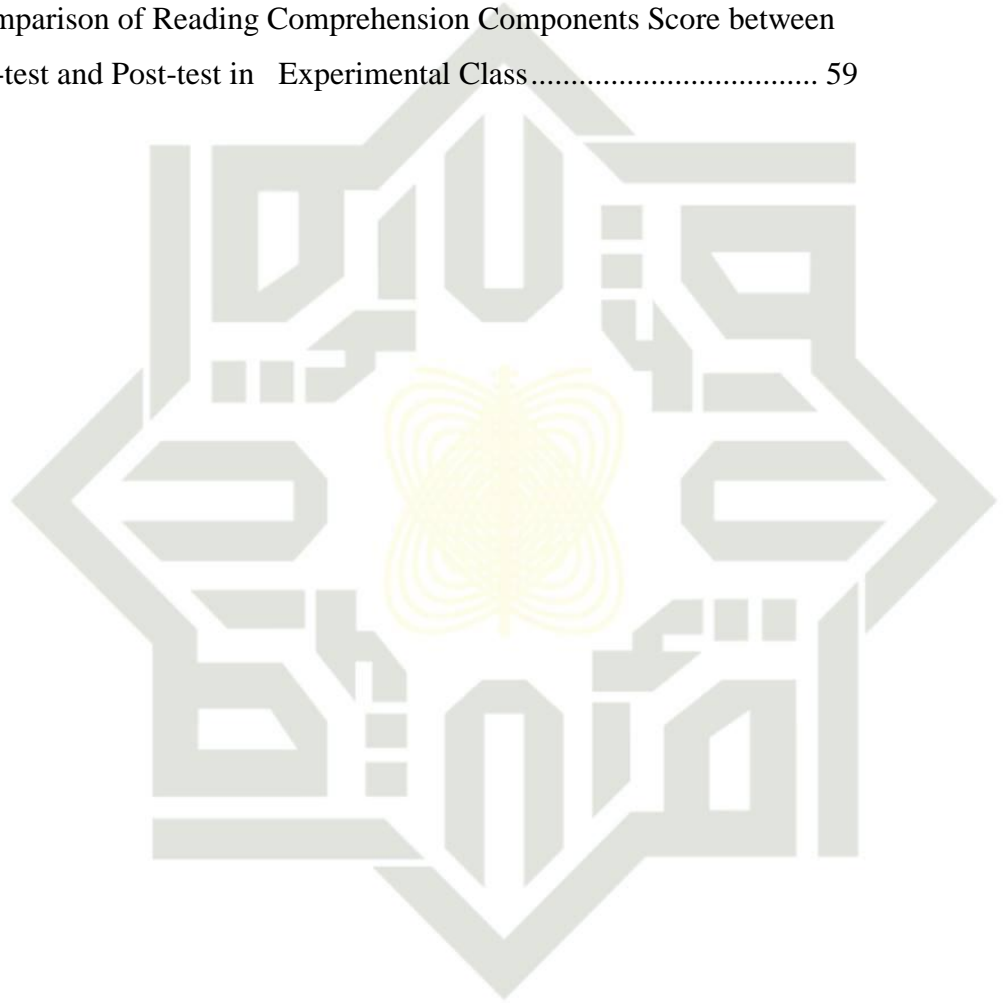 mparison of Reading Comprehension Components Score between
-test and Post-test in Experimental Class.................................. 59